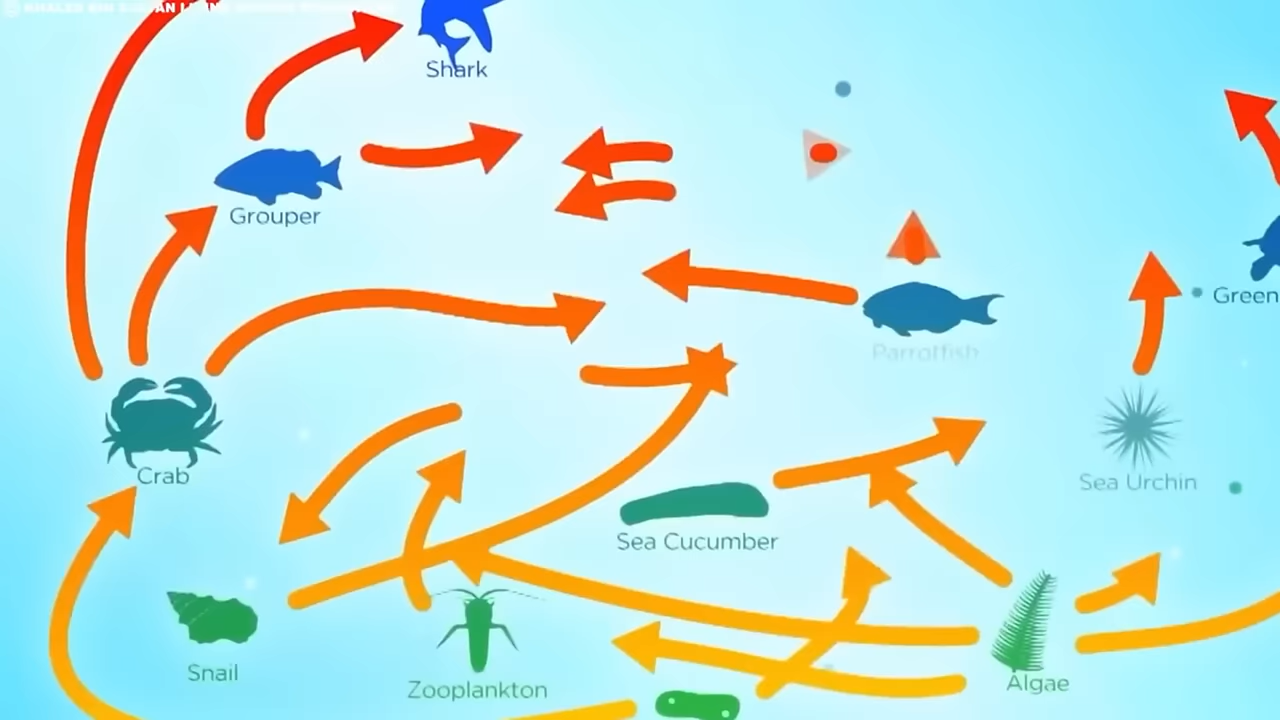 Shark
Grouper
Green
Parrotfish
Crab
Sea Urchin
Sea Cucumber
Snail
Zooplankton
Algae